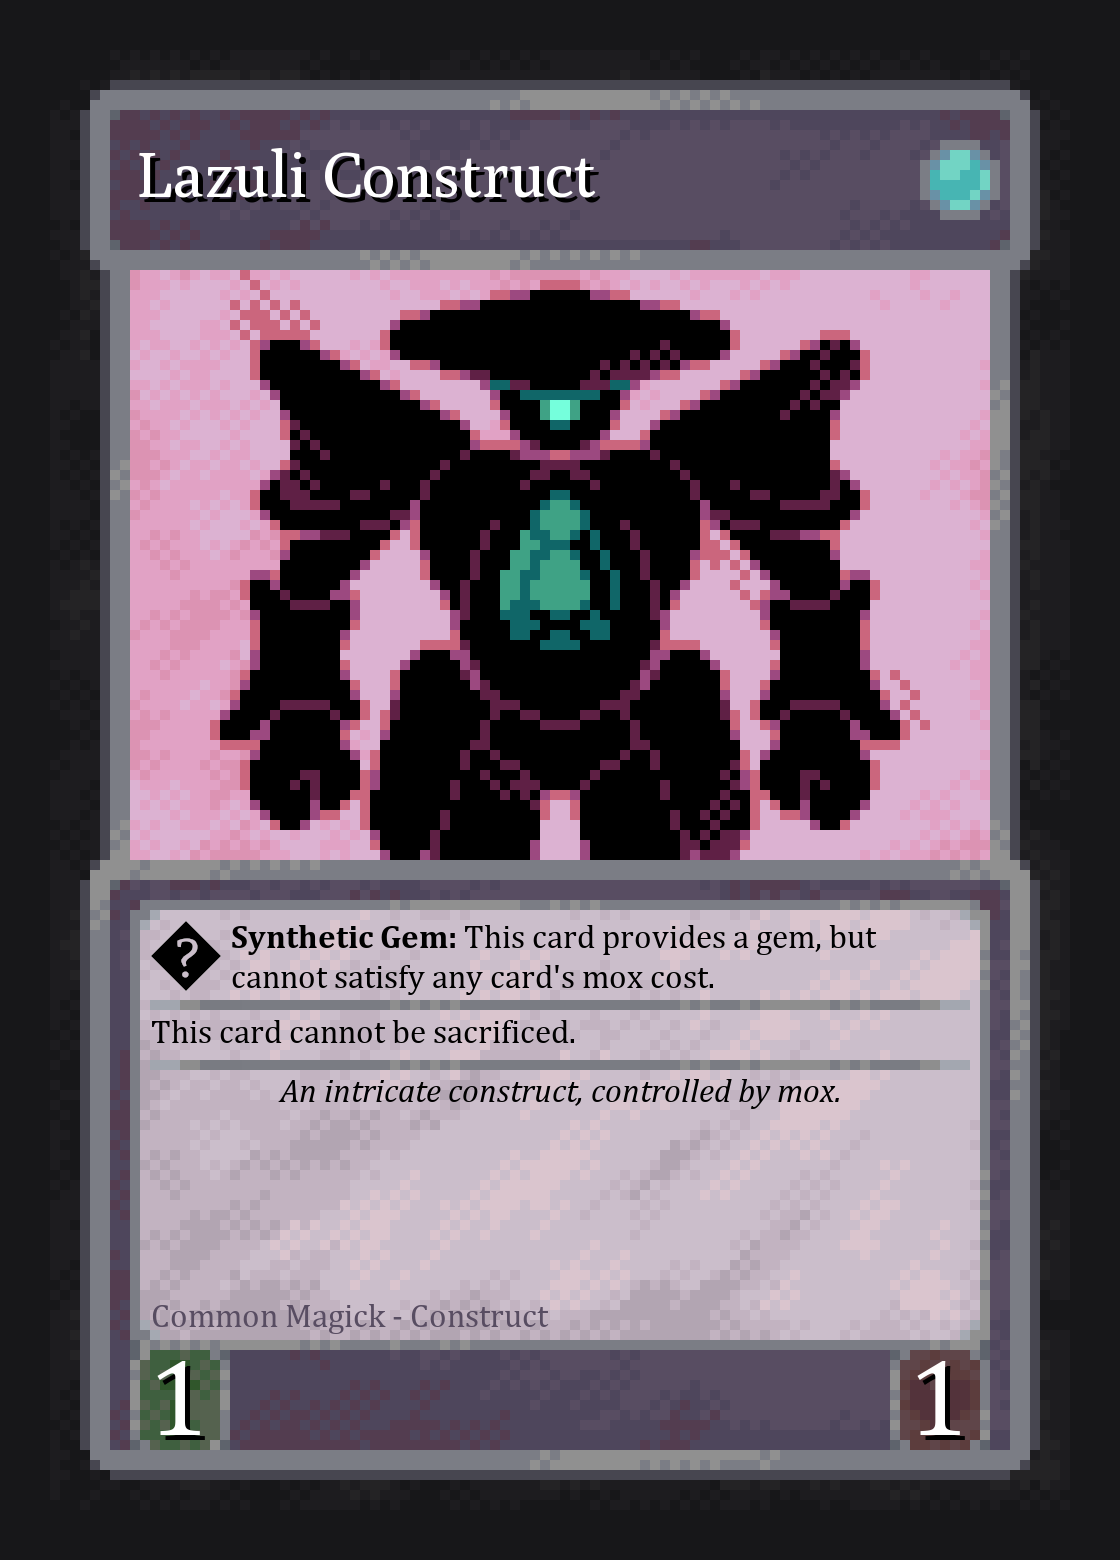 Lazuli Construct
?
Synthetic Gem: This card provides a gem, but
cannot satisfy any card's mox cost.
This card cannot be sacrificed.
An intricate construct, controlled by mox.
Common Magick - Construct
1
1